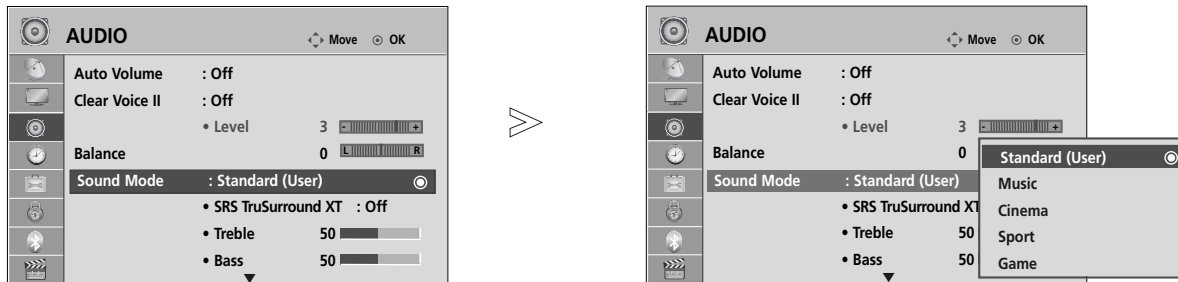 AUDIO
Move OK
Auto Volume : Off
Clear Voice II : Off
• Level 3 - +
Balance 0 L R
Sound Mode : Standard (User)
• SRS TruSurround XT : Off
• Treble 50
• Bass 50
>
AUDIO
Move OK
Auto Volume : Off
Clear Voice II : Off
• Level 3 - +
Balance 0
Sound Mode : Standard (User)
• SRS TruSurround XT
• Treble 50
• Bass 50
Standard (User)
Music
Cinema
Sport
Game